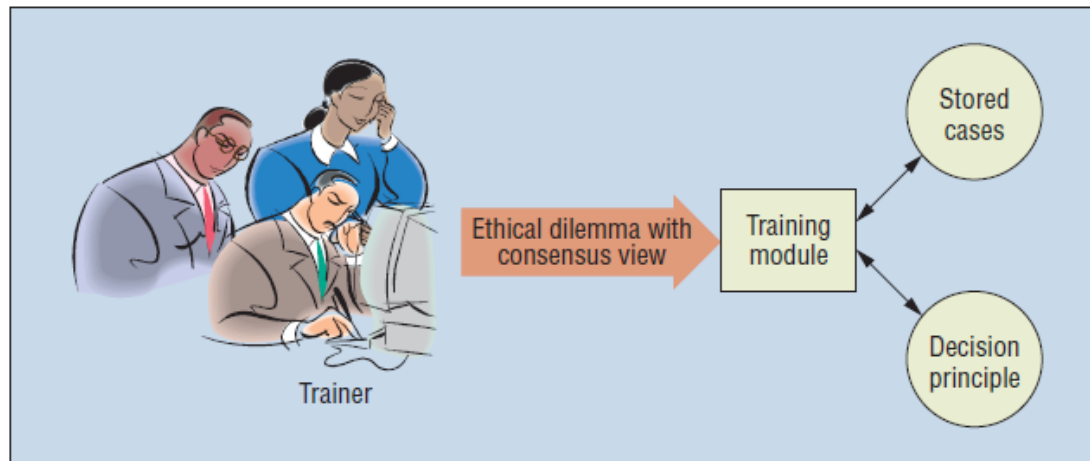 Stored
cases
Ethical dilemma with
consensus view
Training
module
Decision
principle
Trainer